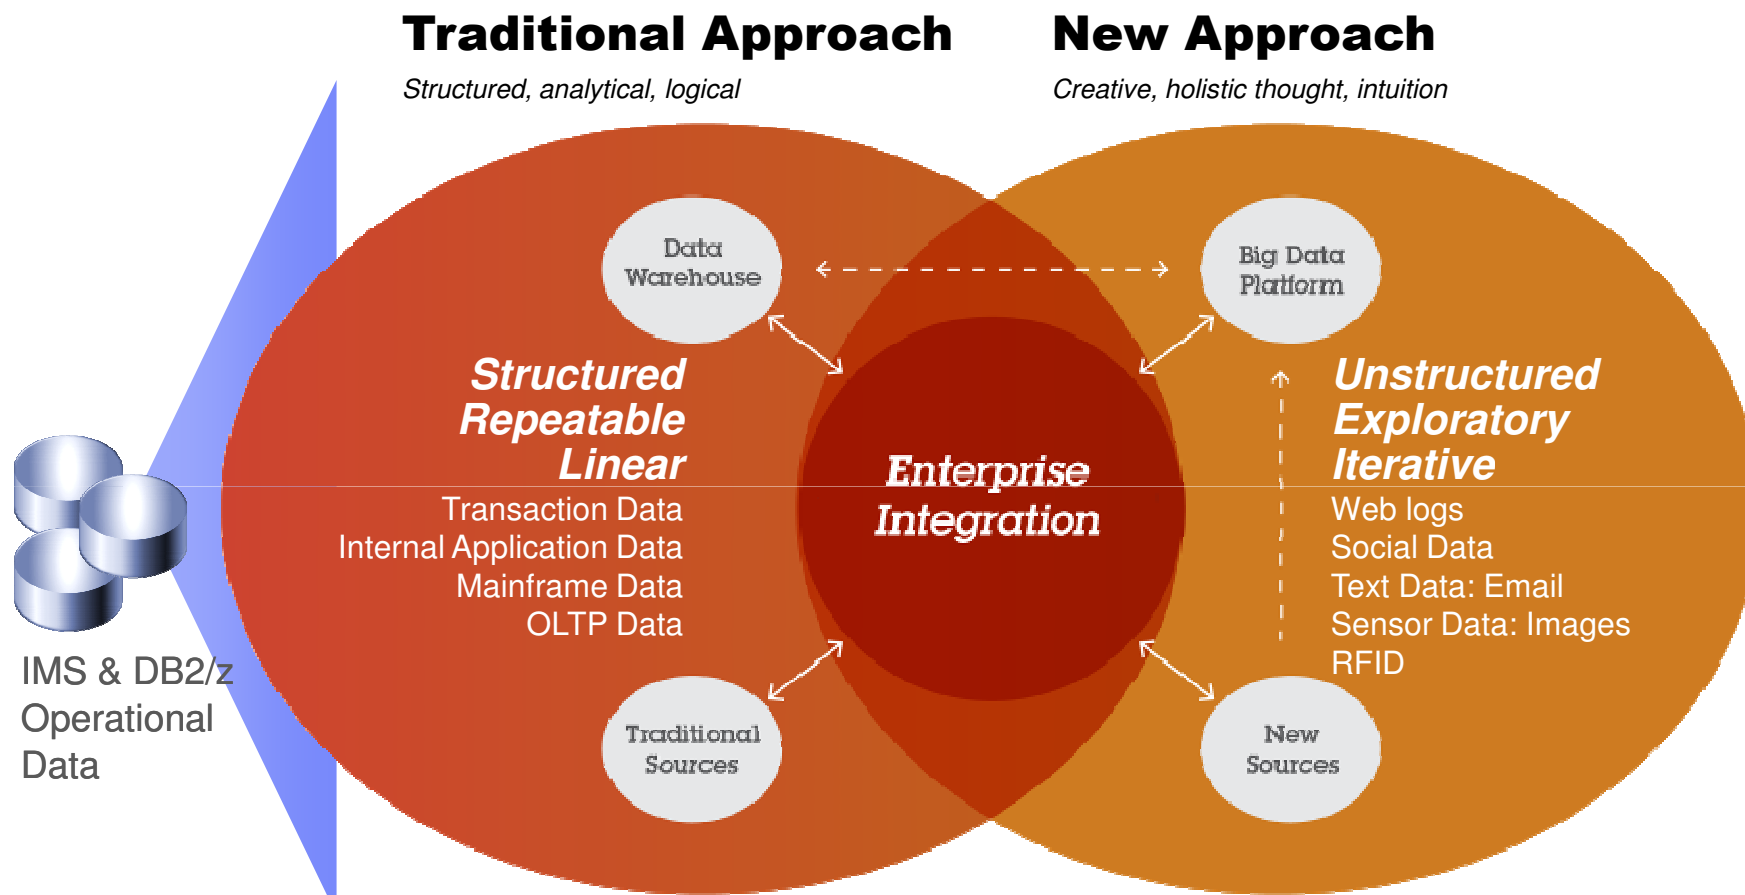 Traditional Approach
Structured, analytical, logical
New Approach
Creative, holistic thought, intuition
Data
Warehouse
Big Data
Platform
Structured
Repeatable
Linear
Transaction Data
Internal Application Data
Mainframe Data
OLTP Data
Enterprise
Integration
Unstructured
Exploratory
Iterative
Web logs
Social Data
Text Data: Email
Sensor Data: Images
RFID
IMS & DB2/z
Operational
Data
Traditional
Sources
New
Sources